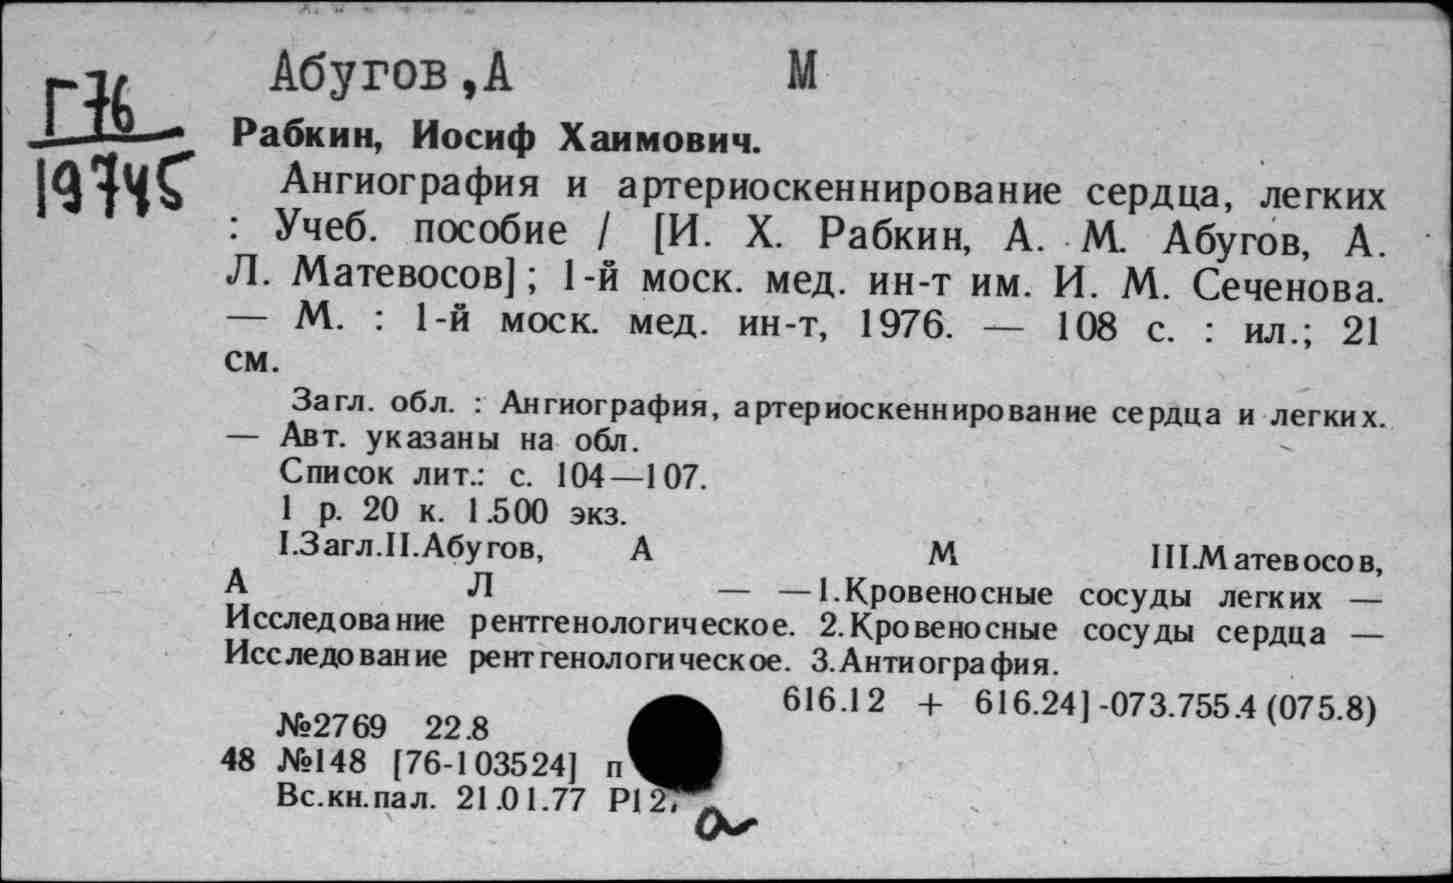 Абугов,А М
Г76
19745
Рабкин, Иосиф Хаимович.
Ангиография и артериоскеннирование сердца, легких
: Учеб. пособие / [И. Х. Рабкин, А. М. Абугов, А.
Л. Матевосов] ; 1-й моск. мед. ин-т им. И. М. Сеченова.
— М. : 1-й моск. мед. ин-т, 1976. — 108 с. : ил.; 21
см.
Загл. обл. : Ангиография, артериоскеннирование сердца и легких.
— Авт. указаны на обл.
Список лит.: с. 104—107.
1 р. 20 к. 1.500 экз.
I.Загл.II.Абугов, А М III.Матевосов,
А Л — — 1.Кровеносные сосуды легких —
Исследование рентгенологическое. 2.Кровеносные сосуды сердца —
Исследование рентгенологическое. 3.Антиография.
616.12 + 616.24]-073.755.4 (075.8)
№2769 22.8
48 №148 [76-103524] п
Вс.кн.пал. 21.01.77 Р12